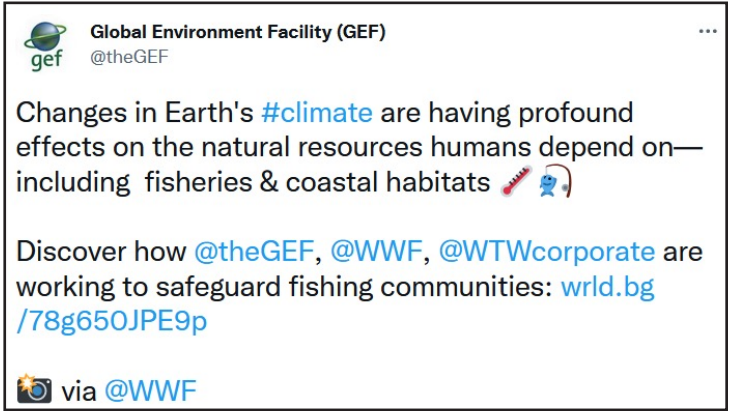 Global Environment Facility (GEF)
gef
@theGEF
Changes in Earth's #climate are having profound
effects on the natural resources humans depend on—
including fisheries & coastal habitats 🌡️ 🎣
Discover how @theGEF, @WWF, @WTWcorporate are
working to safeguard fishing communities: wrld.bg
/78g65OJPE9p
📸 via @WWF